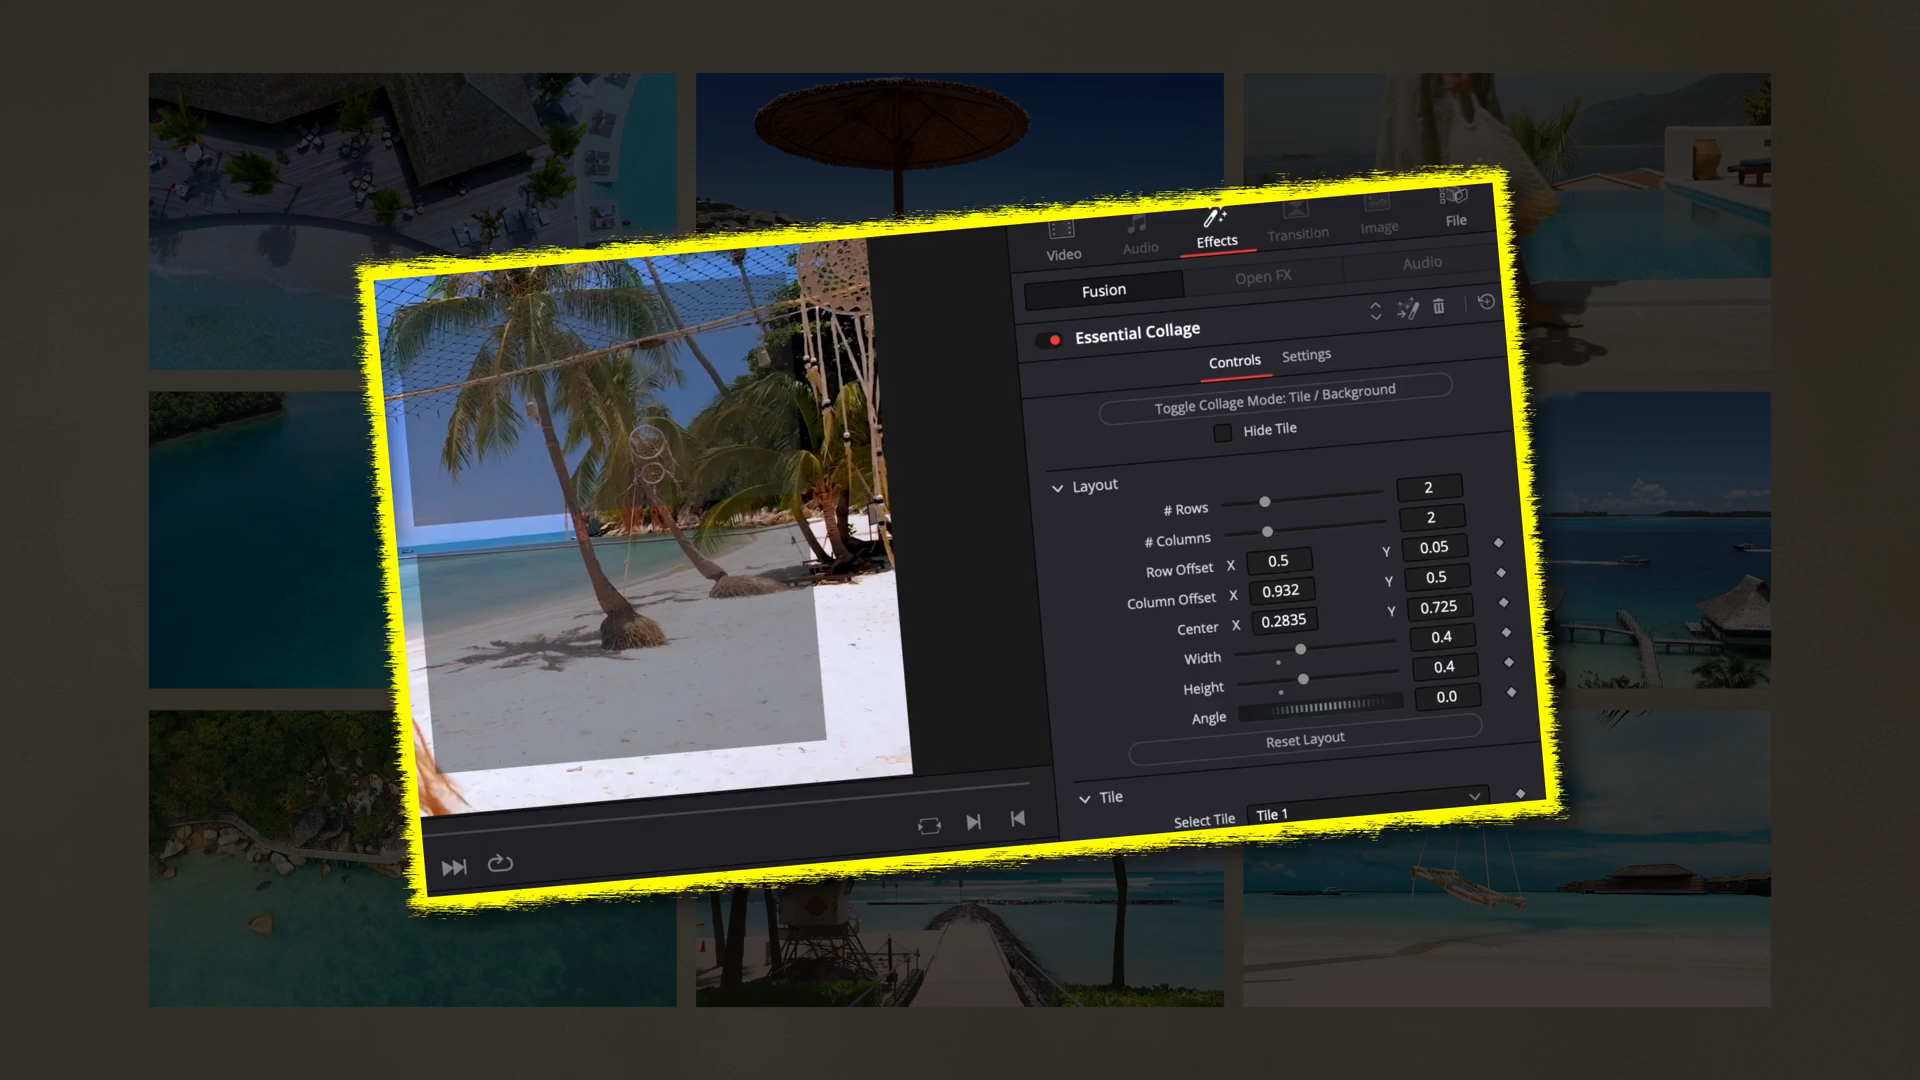 Video Audio Effects Transition Image File
Fusion Open FX Audio
Essential Collage
Controls Settings
Toggle Collage Mode: Tile / Background
Hide Tile
Layout
# Rows 2
# Columns 2
Row Offset X 0.5 Y 0.05
Column Offset X 0.932 Y 0.5
Center X 0.2835 Y 0.725
Width 0.4
Height 0.4
Angle 0.0
Reset Layout
Tile
Select Tile Tile 1